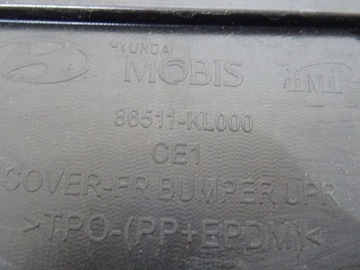 HYUNDAI
MOBIS
86511-KL000
CE1
COVER-FR BUMPER UPR
>TPO-(PP+EPDM)<